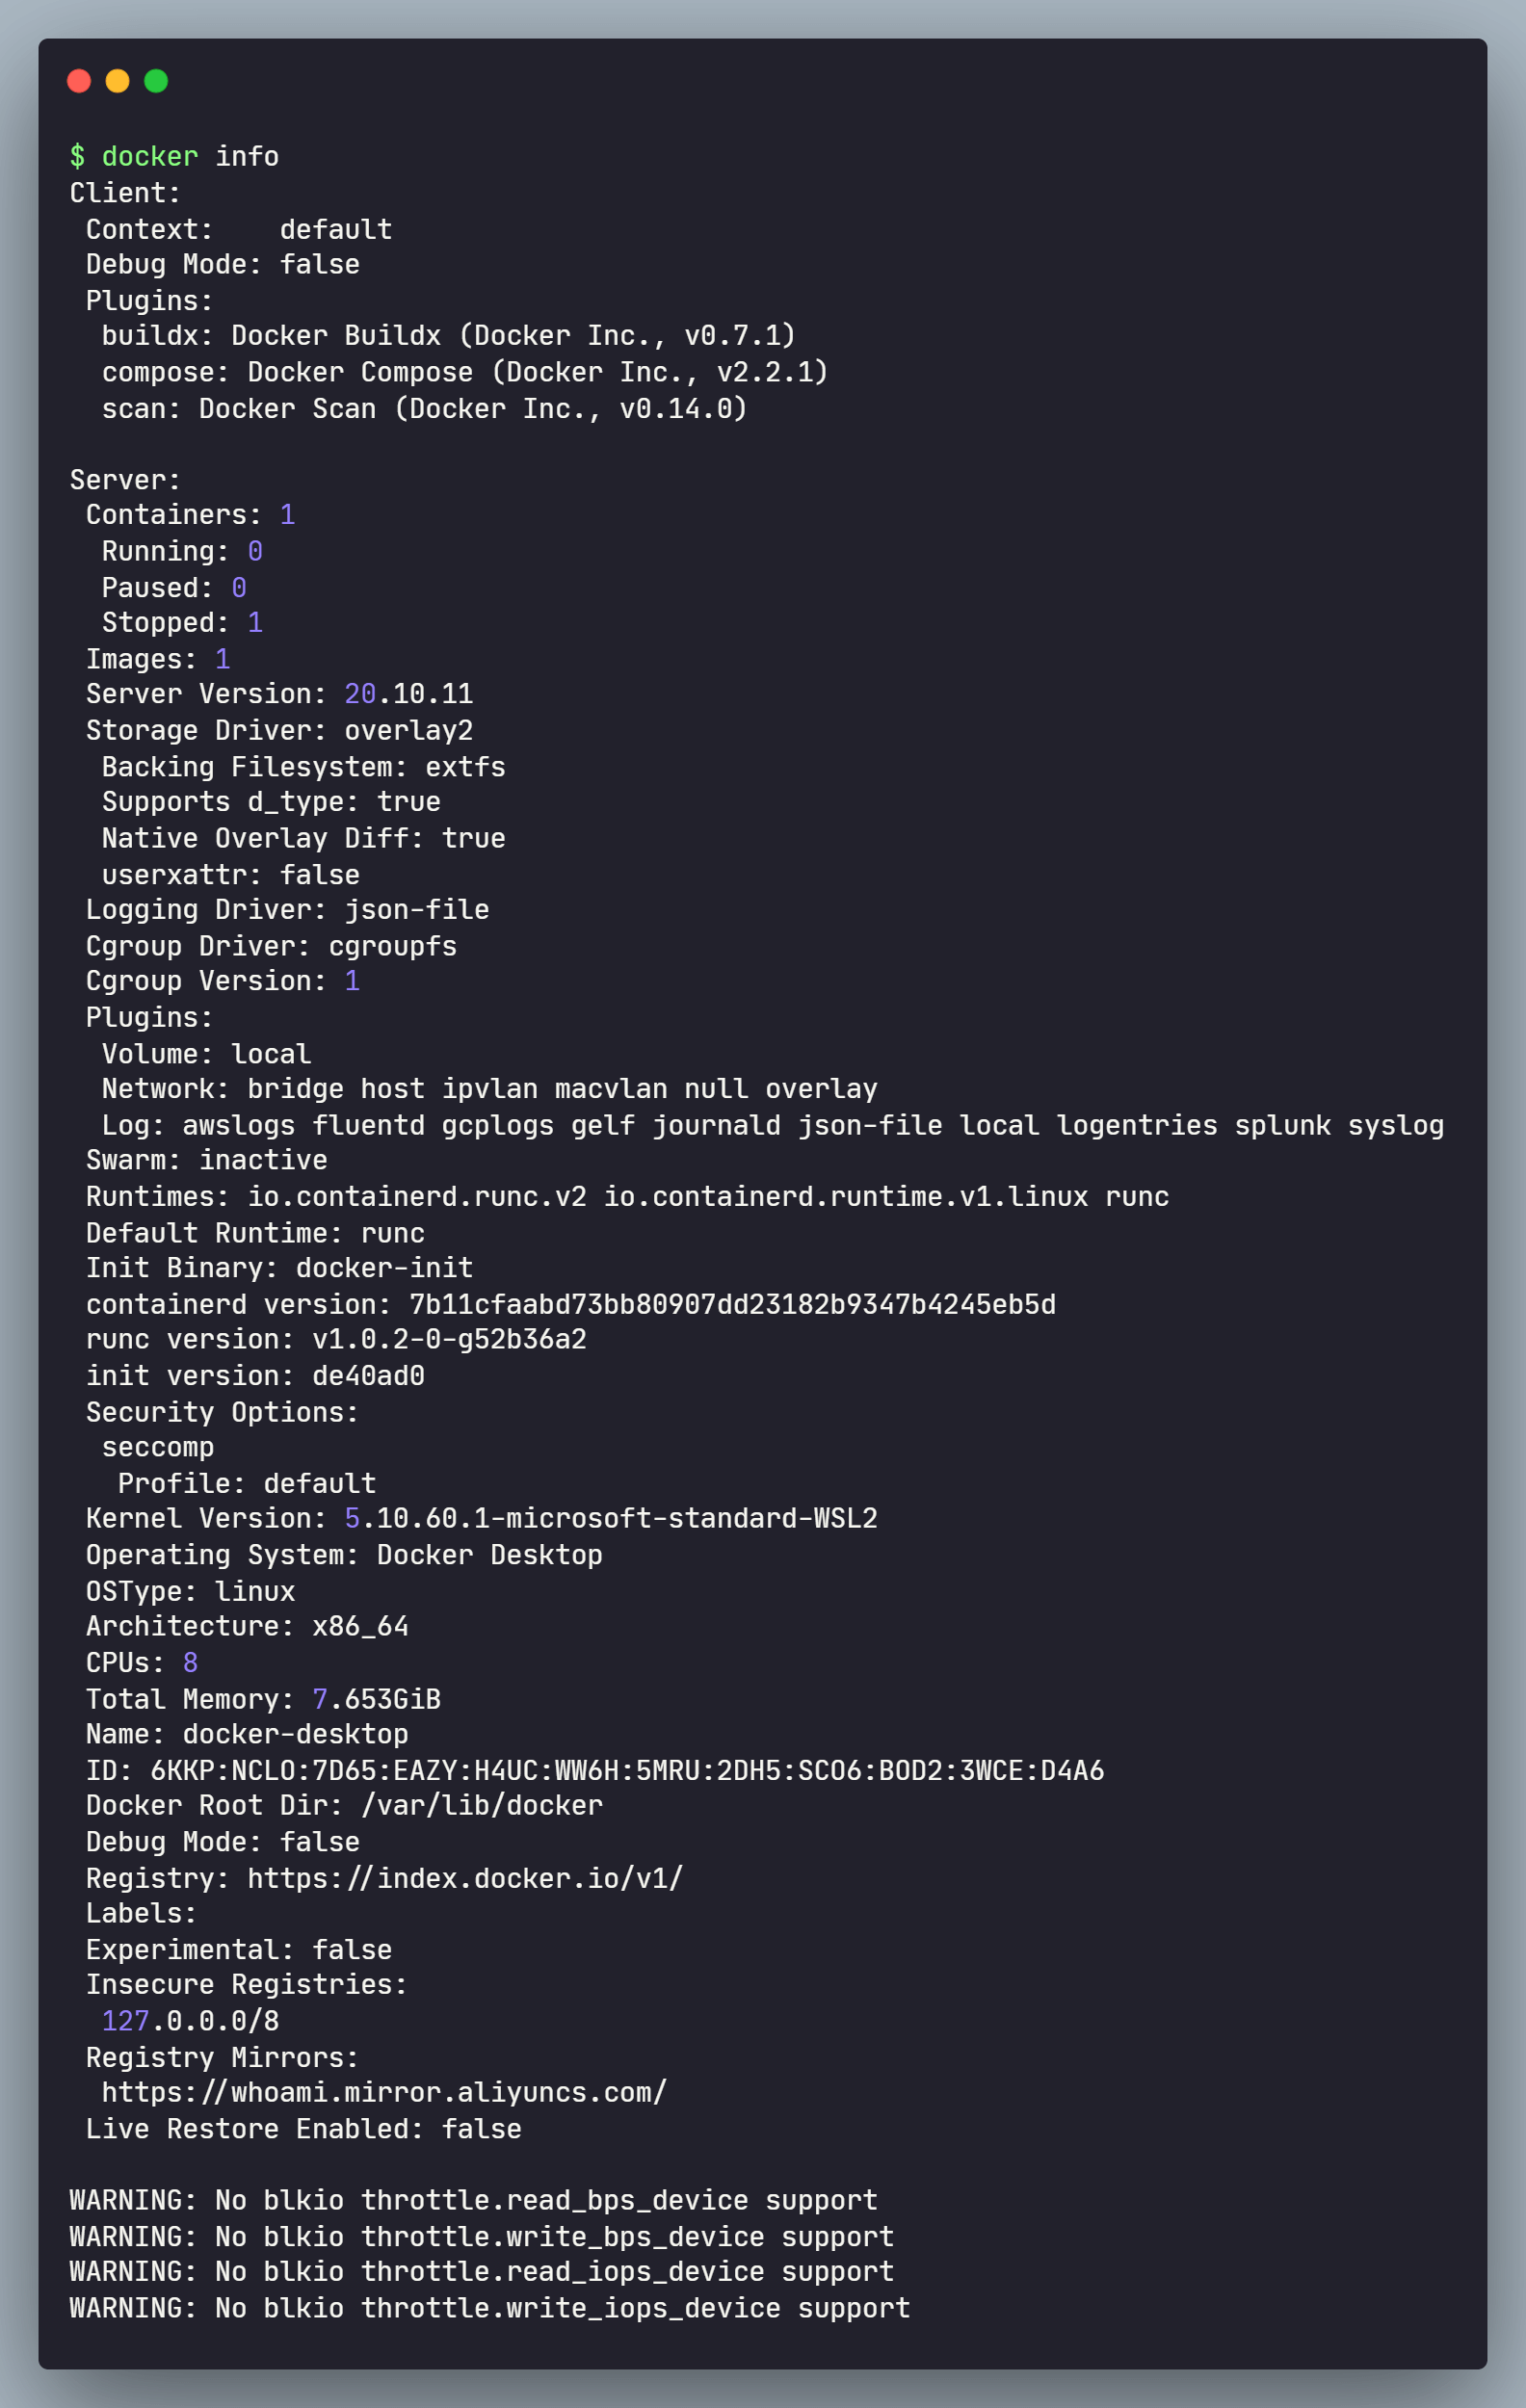 $ docker info
Client:
 Context:    default
 Debug Mode: false
 Plugins:
  buildx: Docker Buildx (Docker Inc., v0.7.1)
  compose: Docker Compose (Docker Inc., v2.2.1)
  scan: Docker Scan (Docker Inc., v0.14.0)

Server:
 Containers: 1
  Running: 0
  Paused: 0
  Stopped: 1
 Images: 1
 Server Version: 20.10.11
 Storage Driver: overlay2
  Backing Filesystem: extfs
  Supports d_type: true
  Native Overlay Diff: true
  userxattr: false
 Logging Driver: json-file
 Cgroup Driver: cgroupfs
 Cgroup Version: 1
 Plugins:
  Volume: local
  Network: bridge host ipvlan macvlan null overlay
  Log: awslogs fluentd gcplogs gelf journald json-file local logentries splunk syslog
 Swarm: inactive
 Runtimes: io.containerd.runc.v2 io.containerd.runtime.v1.linux runc
 Default Runtime: runc
 Init Binary: docker-init
 containerd version: 7b11cfaabd73bb80907dd23182b9347b4245eb5d
 runc version: v1.0.2-0-g52b36a2
 init version: de40ad0
 Security Options:
  seccomp
   Profile: default
 Kernel Version: 5.10.60.1-microsoft-standard-WSL2
 Operating System: Docker Desktop
 OSType: linux
 Architecture: x86_64
 CPUs: 8
 Total Memory: 7.653GiB
 Name: docker-desktop
 ID: 6KKP:NCLO:7D65:EAZY:H4UC:WW6H:5MRU:2DH5:SCO6:BOD2:3WCE:D4A6
 Docker Root Dir: /var/lib/docker
 Debug Mode: false
 Registry: https://index.docker.io/v1/
 Labels:
 Experimental: false
 Insecure Registries:
  127.0.0.0/8
 Registry Mirrors:
  https://whoami.mirror.aliyuncs.com/
 Live Restore Enabled: false

WARNING: No blkio throttle.read_bps_device support
WARNING: No blkio throttle.write_bps_device support
WARNING: No blkio throttle.read_iops_device support
WARNING: No blkio throttle.write_iops_device support